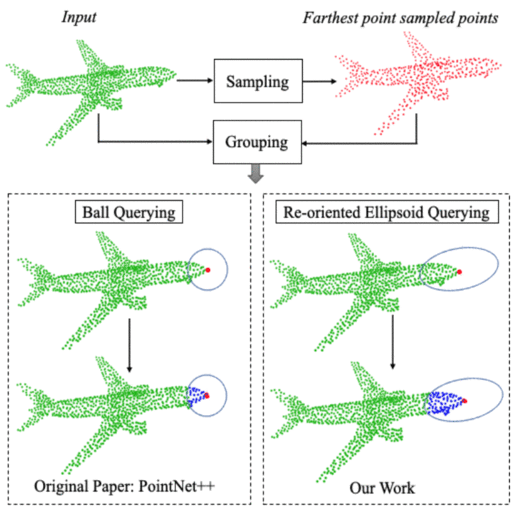 Input
Farthest point sampled points
Sampling
Grouping
Ball Querying
Re-oriented Ellipsoid Querying
Original Paper: PointNet++
Our Work